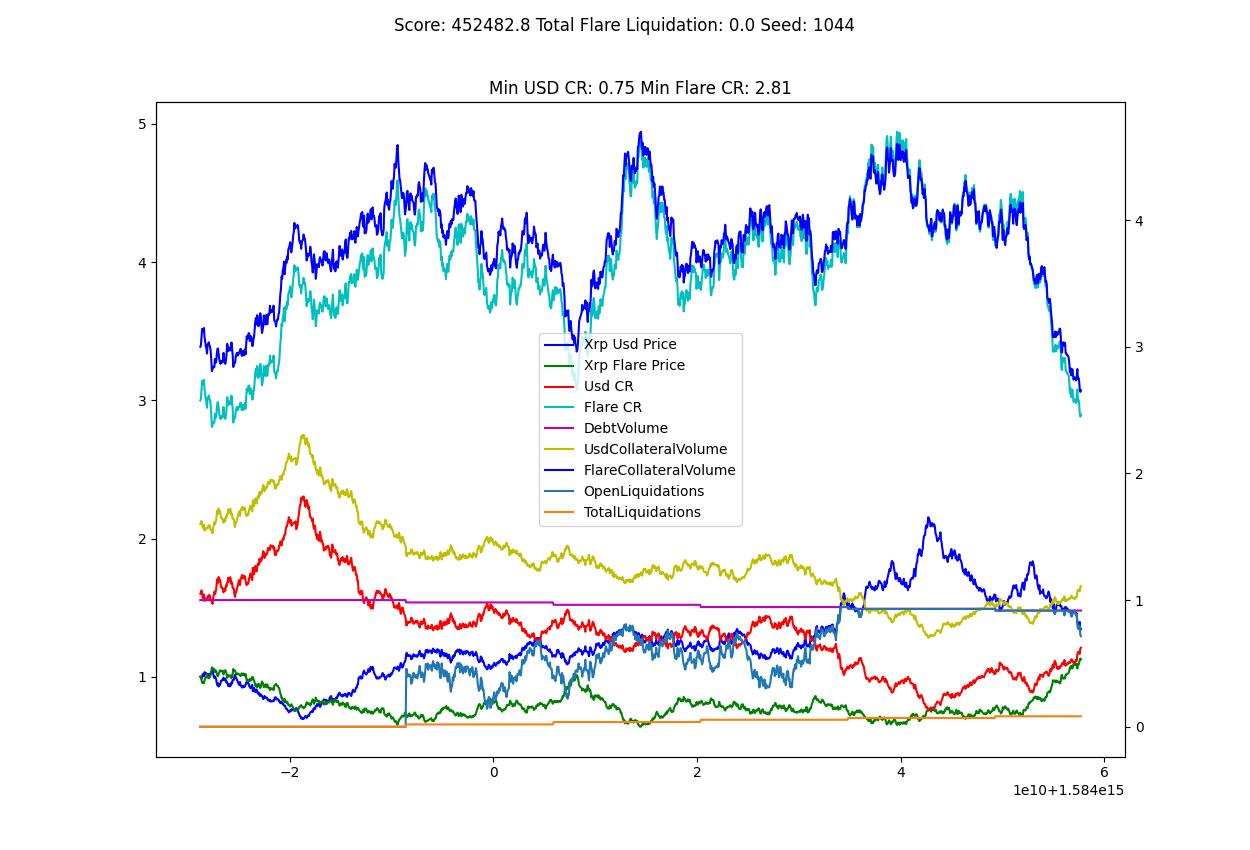 Score: 452482.8 Total Flare Liquidation: 0.0 Seed: 1044
Min USD CR: 0.75 Min Flare CR: 2.81
5
4
3
2
1
4
3
2
1
0
Xrp Usd Price
Xrp Flare Price
Usd CR
Flare CR
DebtVolume
UsdCollateralVolume
FlareCollateralVolume
OpenLiquidations
TotalLiquidations
−2 0 2 4 6
1e10+1.584e15